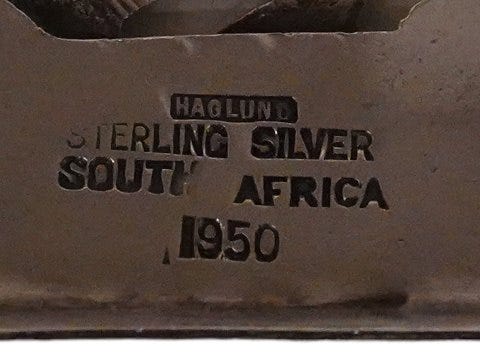 HAGLUND
STERLING SILVER
SOUTH AFRICA
1950